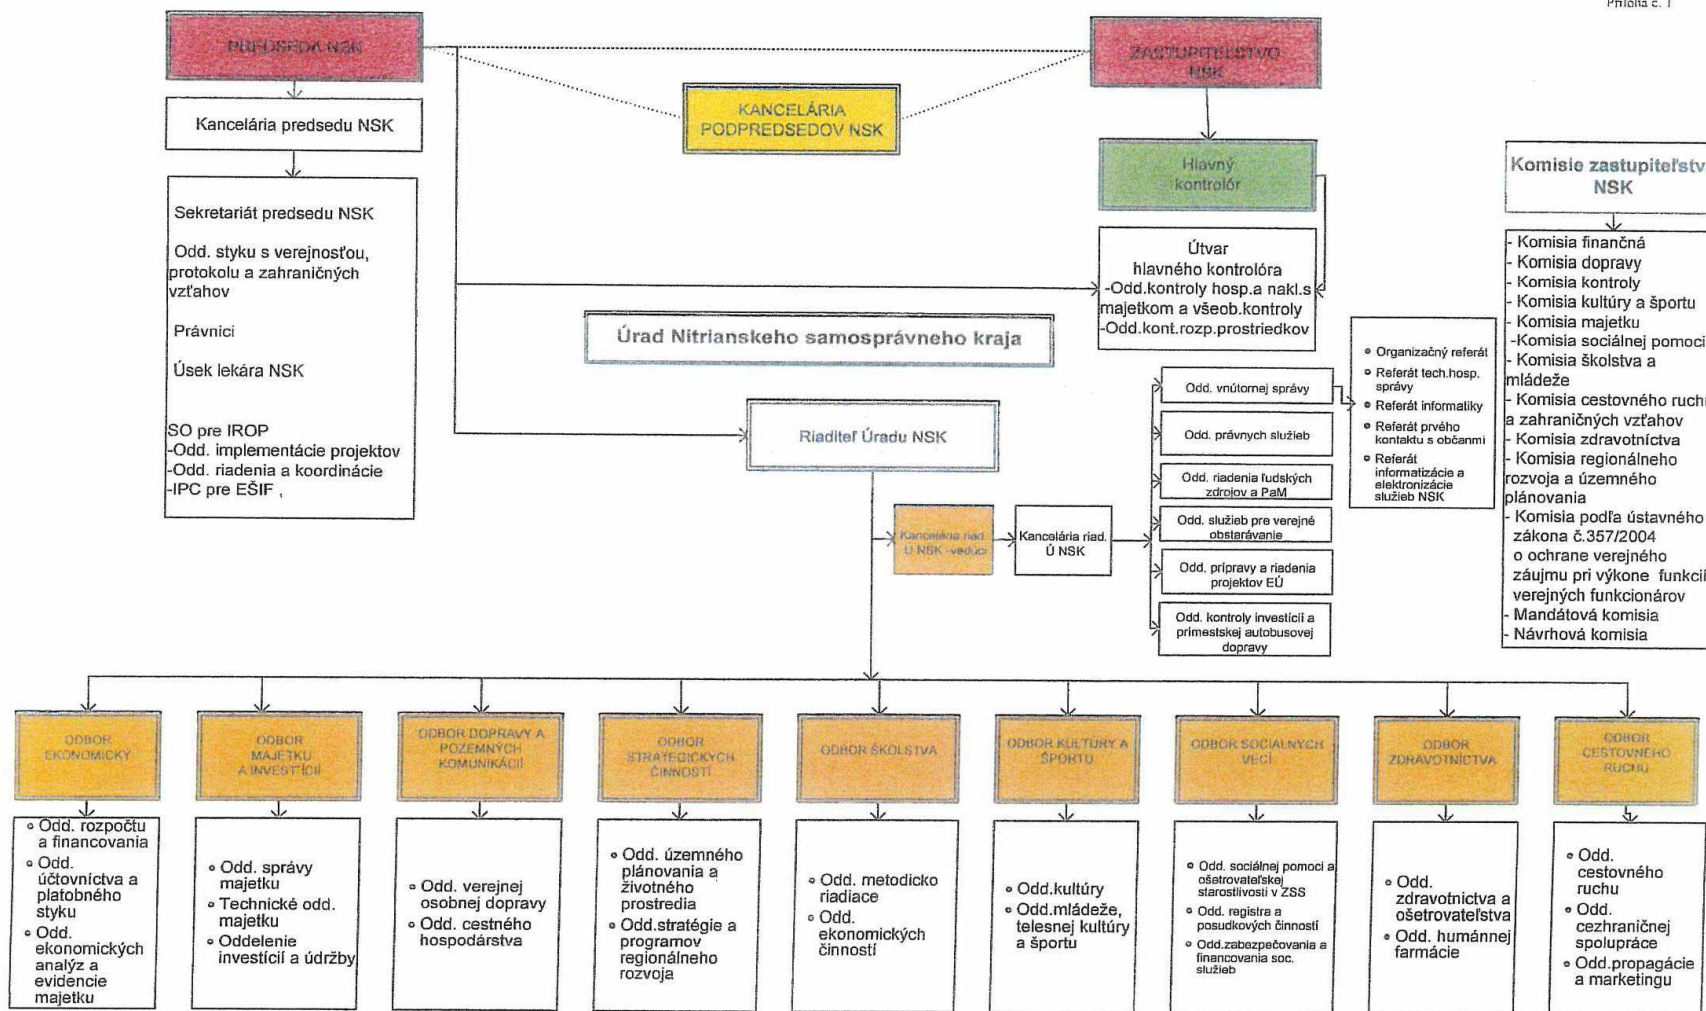 Príloha č. 1
PREDSEDA NSK
ZASTUPITEĽSTVO
NSK
KANCELÁRIA
PODPREDSEDOV NSK
Kancelária predsedu NSK
Hlavný
kontrolór
Komisie zastupiteľstv
NSK
Sekretariát predsedu NSK
Odd. styku s verejnosťou,
protokolu a zahraničných
vzťahov
Právnici
Úsek lekára NSK
SO pre IROP
-Odd. implementácie projektov
-Odd. riadenia a koordinácie
-IPC pre EŠIF ,
Útvar
hlavného kontrolóra
-Odd.kontroly hosp.a nakl.s
majetkom a všeob.kontroly
-Odd.kont.rozp.prostriedkov
- Komisia finančná
- Komisia dopravy
- Komisia kontroly
- Komisia kultúry a športu
- Komisia majetku
-Komisia sociálnej pomoci
- Komisia školstva a
mládeže
- Komisia cestovného ruchu
a zahraničných vzťahov
- Komisia zdravotníctva
- Komisia regionálneho
rozvoja a územného
plánovania
- Komisia podľa ústavného
zákona č.357/2004
o ochrane verejného
záujmu pri výkone funkcií
verejných funkcionárov
- Mandátová komisia
- Návrhová komisia
Úrad Nitrianskeho samosprávneho kraja
Riaditeľ Úradu NSK
Kancelária riad.
Ú NSK -vedúci
Kancelária riad.
Ú NSK
Odd. vnútornej správy
Odd. právnych služieb
Odd. riadenia ľudských
zdrojov a PaM
Odd. služieb pre verejné
obstarávanie
Odd. prípravy a riadenia
projektov EÚ
Odd. kontroly investícií a
prímestskej autobusovej
dopravy
• Organizačný referát
• Referát tech.hosp.
správy
• Referát informatiky
• Referát prvého
kontaktu s občanmi
• Referát
informatizácie a
elektronizácie
služieb NSK
ODBOR
EKONOMICKÝ
• Odd. rozpočtu
a financovania
• Odd.
účtovníctva a
platobného
styku
• Odd.
ekonomických
analýz a
evidencie
majetku
ODBOR
MAJETKU
A INVESTÍCIÍ
• Odd. správy
majetku
• Technické odd.
majetku
• Oddelenie
investícií a údržby
ODBOR DOPRAVY A
POZEMNÝCH
KOMUNIKÁCIÍ
• Odd. verejnej
osobnej dopravy
• Odd. cestného
hospodárstva
ODBOR
STRATEGICKÝCH
ČINNOSTÍ
• Odd. územného
plánovania a
životného
prostredia
• Odd.stratégie a
programov
regionálneho
rozvoja
ODBOR ŠKOLSTVA
• Odd. metodicko
riadiace
• Odd.
ekonomických
činností
ODBOR KULTÚRY A
ŠPORTU
• Odd.kultúry
• Odd.mládeže,
telesnej kultúry
a športu
ODBOR SOCIÁLNYCH
VECÍ
• Odd. sociálnej pomoci a
ošetrovateľskej
starostlivosti v ZSS
• Odd. registra a
posudkových činností
• Odd.zabezpečovania a
financovania soc.
služieb
ODBOR
ZDRAVOTNÍCTVA
• Odd.
zdravotnictva a
ošetrovateľstva
• Odd. humánnej
farmácie
ODBOR
CESTOVNÉHO
RUCHU
• Odd.
cestovného
ruchu
• Odd.
cezhraničnej
spolupráce
• Odd.propagácie
a marketingu